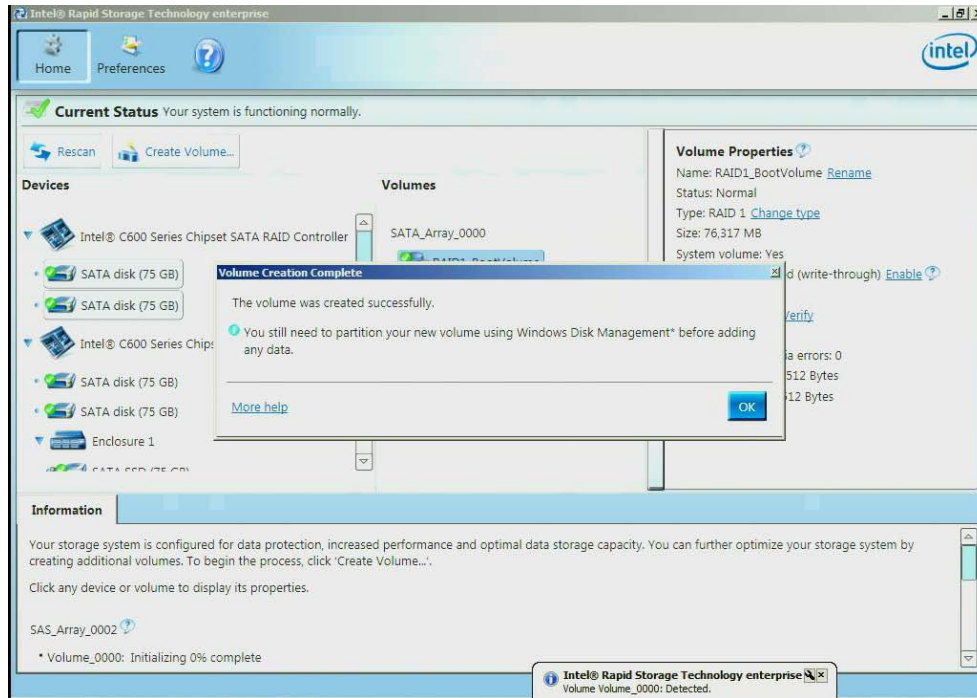 Intel® Rapid Storage Technology enterprise
Home
Preferences
intel
Current Status Your system is functioning normally.
Rescan
Create Volume...
Devices
Intel® C600 Series Chipset SATA RAID Controller
SATA disk (75 GB)
SATA disk (75 GB)
Intel® C600 Series Chips
SATA disk (75 GB)
SATA disk (75 GB)
Enclosure 1
SATA SSD (75 GB)
Volumes
SATA_Array_0000
RAID1_BootVolume
Volume Properties
Name: RAID1_BootVolume Rename
Status: Normal
Type: RAID 1 Change type
Size: 76,317 MB
System volume: Yes
d (write-through) Enable
Verify
ia errors: 0
512 Bytes
12 Bytes
Volume Creation Complete
The volume was created successfully.
You still need to partition your new volume using Windows Disk Management* before adding
any data.
More help
OK
Information
Your storage system is configured for data protection, increased performance and optimal data storage capacity. You can further optimize your storage system by
creating additional volumes. To begin the process, click 'Create Volume...'.
Click any device or volume to display its properties.
SAS_Array_0002
• Volume_0000: Initializing 0% complete
Intel® Rapid Storage Technology enterprise
Volume Volume_0000: Detected.